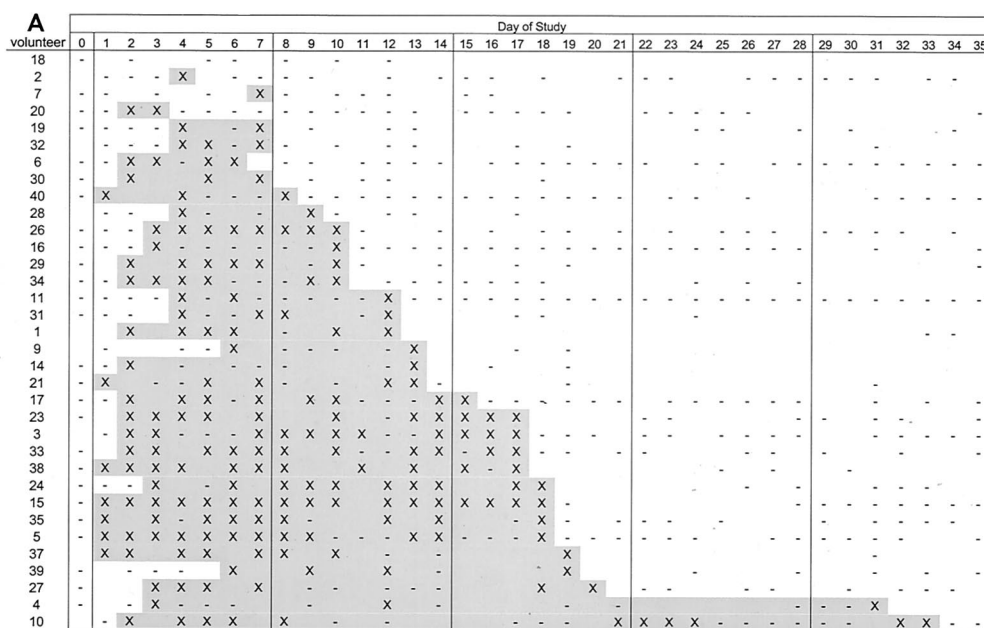 A
Day of Study
volunteer 0 1 2 3 4 5 6 7 8 9 10 11 12 13 14 15 16 17 18 19 20 21 22 23 24 25 26 27 28 29 30 31 32 33 34 35
18
2 X
7 X
20 X X
19 X X
32 X X X
6 X X X X
30 X X X
40 X X X
28 X X
26 X X X X X X X X
16 X X
29 X X X X X X
34 X X X X X X
11 X X X
31 X X X X
1 X X X X X X
9 X X
14 X X
21 X X X X X
17 X X X X X X X X
23 X X X X X X X X X X X
3 X X X X X X X X X X X X
33 X X X X X X X X X X X
38 X X X X X X X X X X X
24 X X X X X X X X X X
15 X X X X X X X X X X X X X X X X X
35 X X X X X X X X X
5 X X X X X X X X X X X X
37 X X X X X X X X
39 X X X X
27 X X X X X X
4 X X X
10 X X X X X X X X X X X